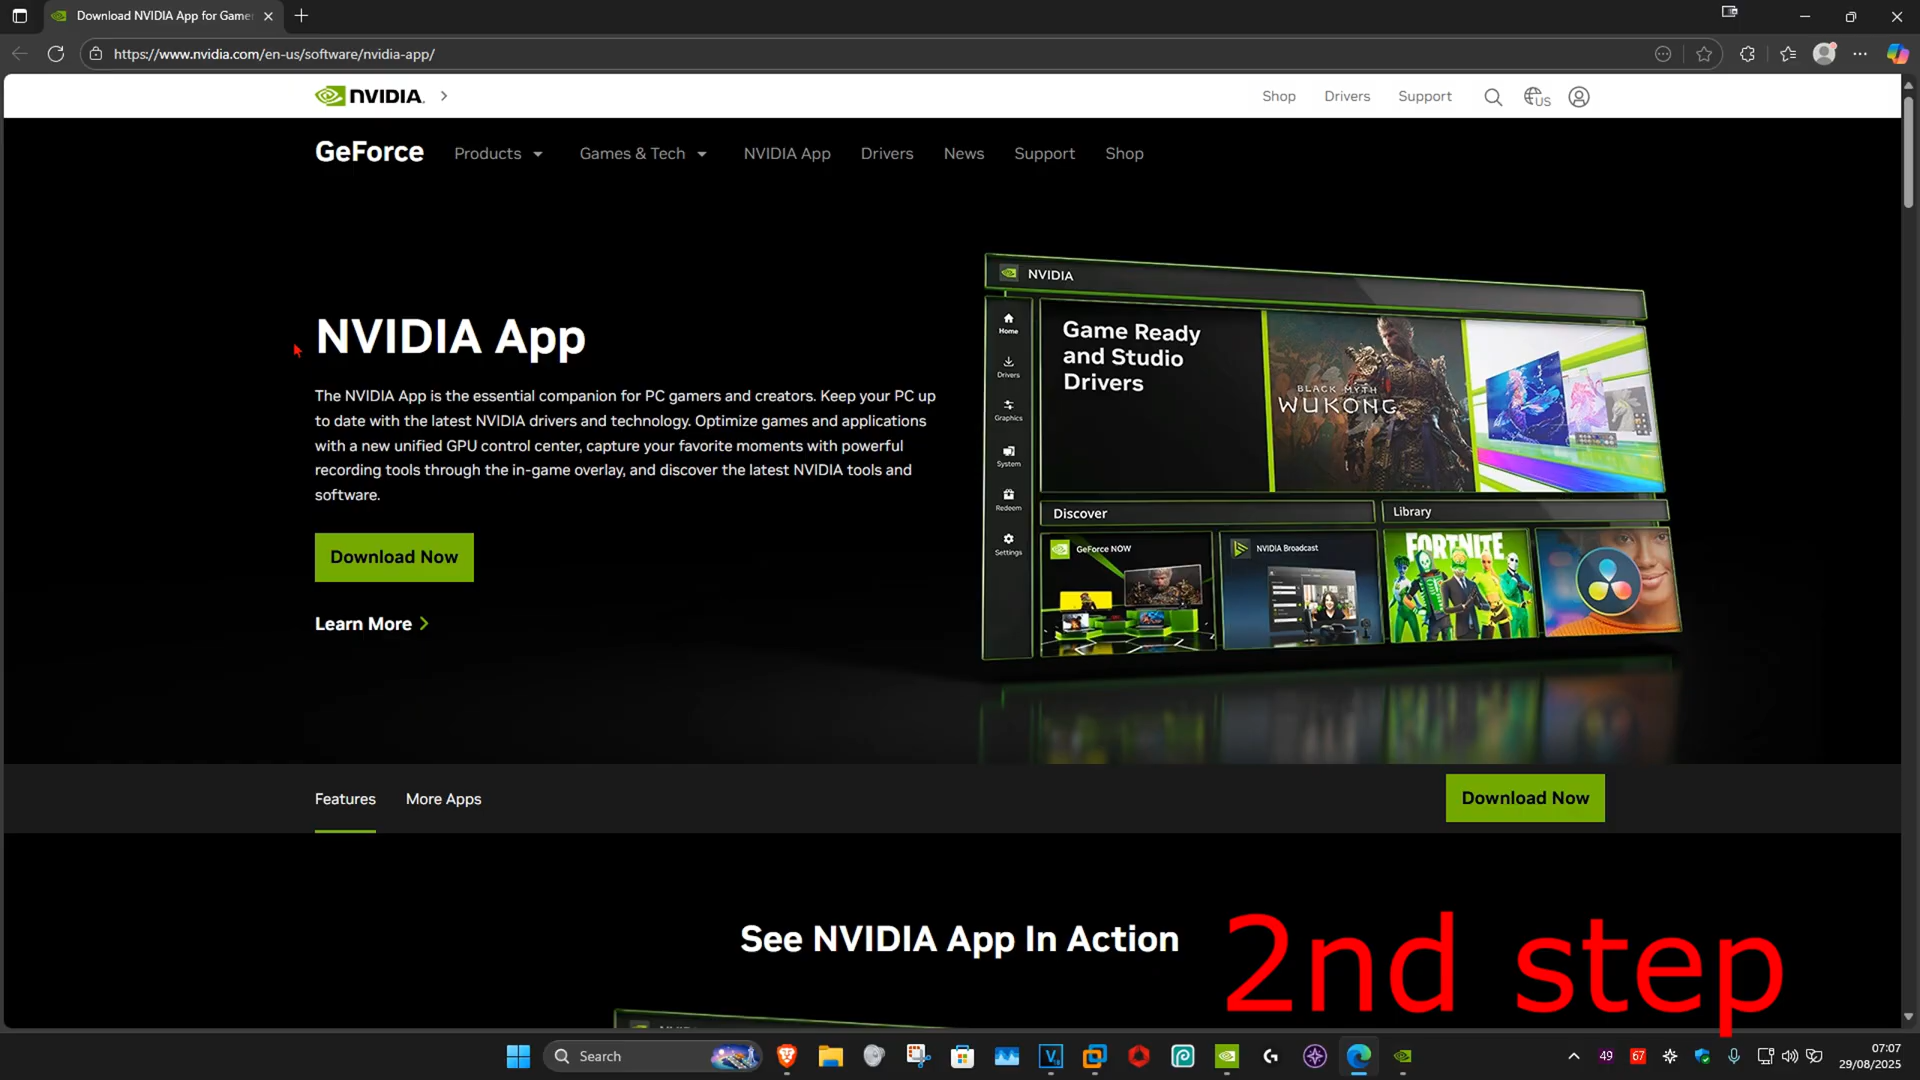 Download NVIDIA App for Game
https://www.nvidia.com/en-us/software/nvidia-app/
NVIDIA.
Shop Drivers Support US
GeForce Products Games & Tech NVIDIA App Drivers News Support Shop
NVIDIA App
The NVIDIA App is the essential companion for PC gamers and creators. Keep your PC up
to date with the latest NVIDIA drivers and technology. Optimize games and applications
with a new unified GPU control center, capture your favorite moments with powerful
recording tools through the in-game overlay, and discover the latest NVIDIA tools and
software.
Download Now
Learn More
NVIDIA
Home
Drivers
Graphics
System
Redeem
Settings
Game Ready
and Studio
Drivers
BLACK MYTH
WUKONG
Discover
Library
GeForce NOW
NVIDIA Broadcast
FORTNITE
Features More Apps
Download Now
See NVIDIA App In Action
2nd step
Search
49 67
07:07
29/08/2025